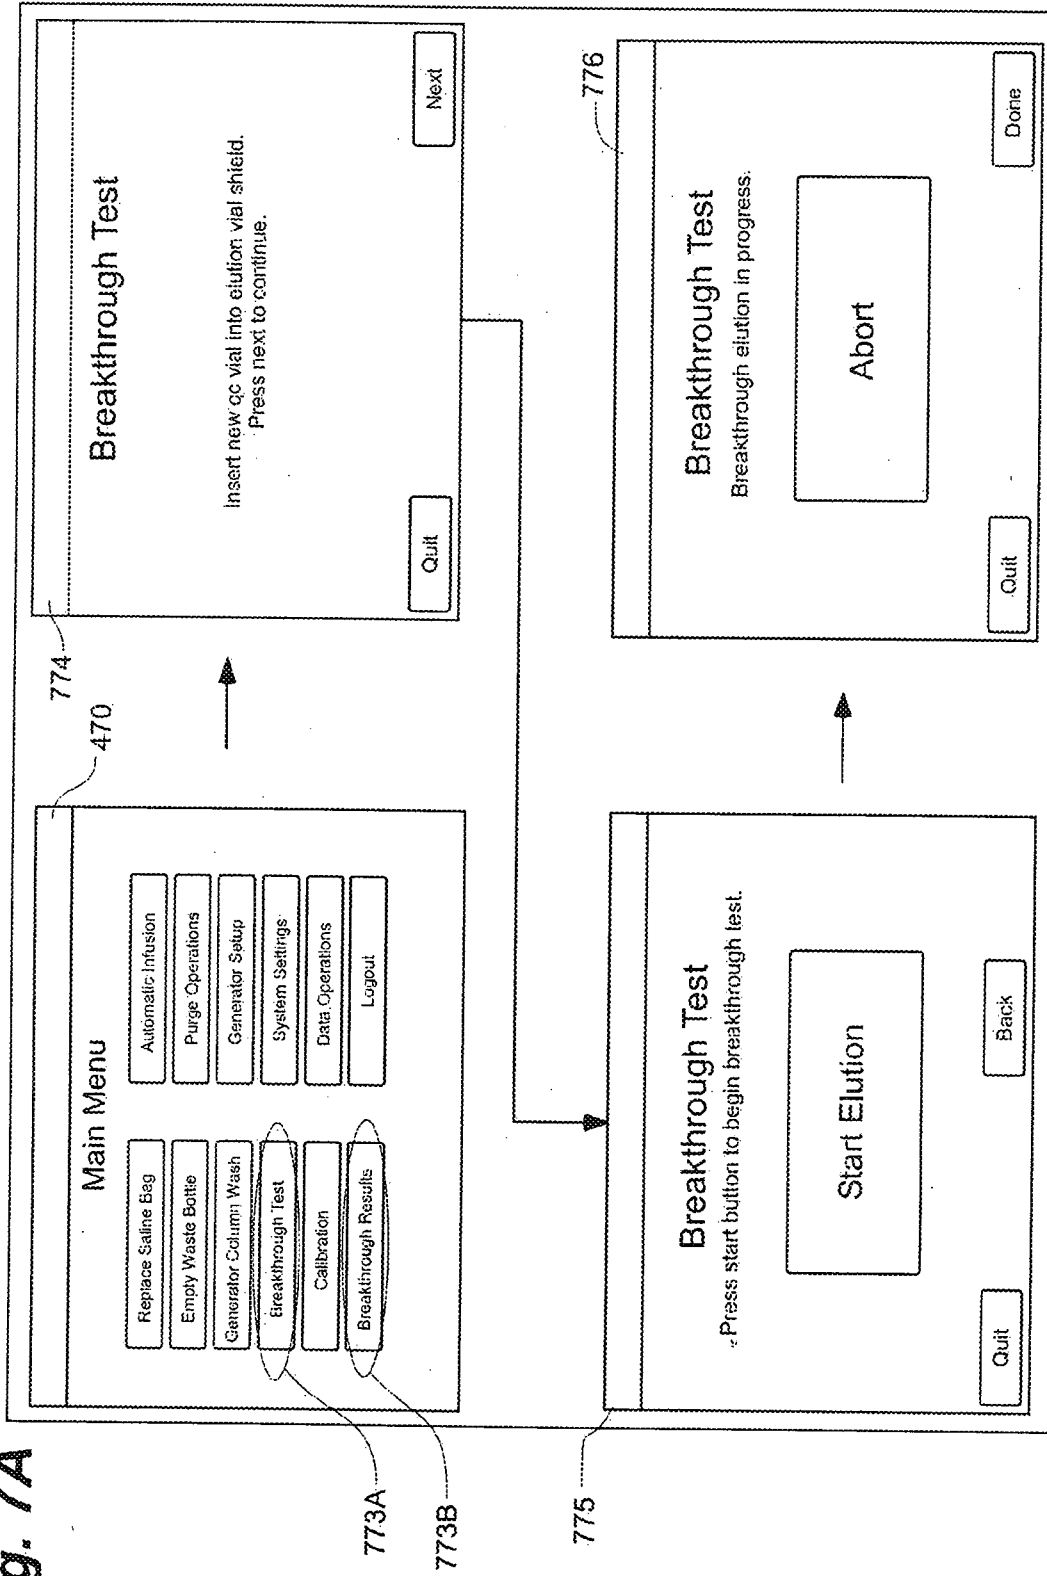 g. 7A
470
Main Menu
Replace Saline Bag
Empty Waste Bottle
Generator Column Wash
Breakthrough Test
Calibration
Breakthrough Results
Automatic Infusion
Purge Operations
Generator Setup
System Settings
Data Operations
Logout
773A
773B
774
Breakthrough Test
Insert new qc vial into elution vial shield.
Press next to continue.
Quit
Next
775
Breakthrough Test
Press start button to begin breakthrough test.
Start Elution
Quit
Back
776
Breakthrough Test
Breakthrough elution in progress.
Abort
Quit
Done